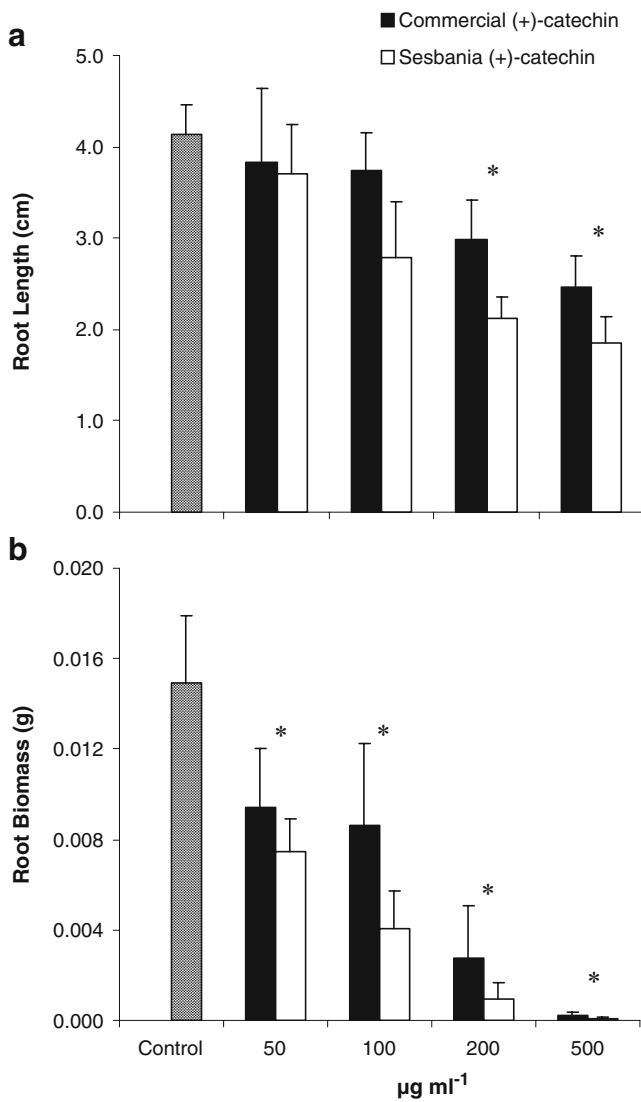 Commercial (+)-catechin
a
Sesbania (+)-catechin
5.0
4.0
*
*
3.0
2.0
1.0
0.0
Root Length (cm)
b
0.020
0.016
*
*
0.012
0.008
*
0.004
*
0.000
Root Biomass (g)
Control 50 100 200 500
µg ml⁻¹